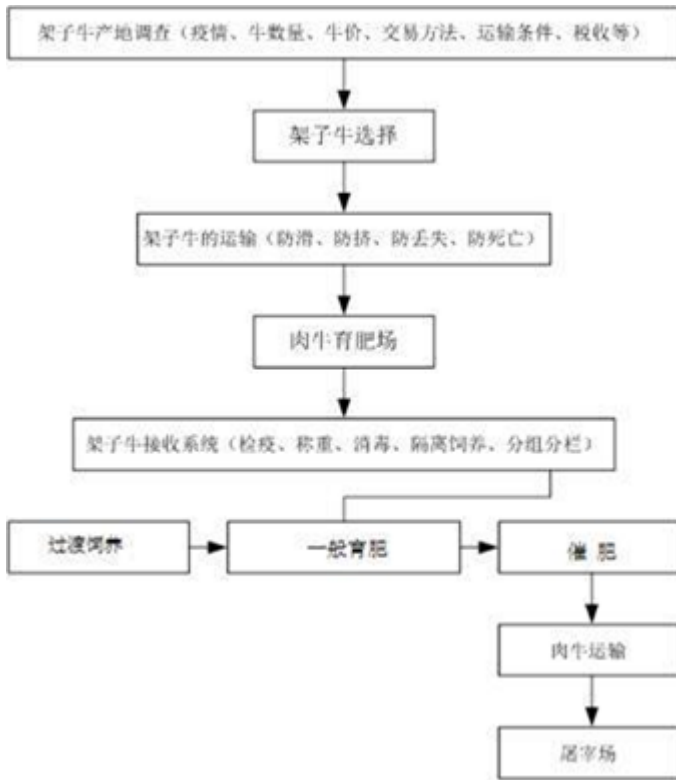 架子牛产地调查（疫情、牛数量、牛价、交易方法、运输条件、税收等）
架子牛选择
架子牛的运输（防滑、防挤、防丢失、防死亡）
肉牛育肥场
架子牛接收系统（检疫、称重、消毒、隔离饲养、分组分栏）
过渡饲养
一般育肥
催 肥
肉牛运输
屠宰场